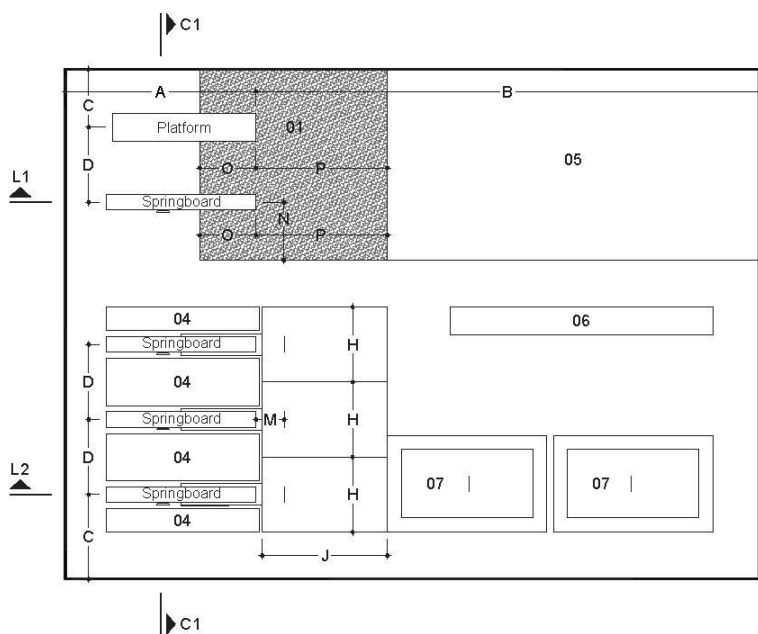 C1
A B
C
Platform 01
D O P 05
L1
Springboard
N
O P
04 06
Springboard H
04
D
Springboard M H
04 07 07
D
L2
Springboard H
04
C
J
C1